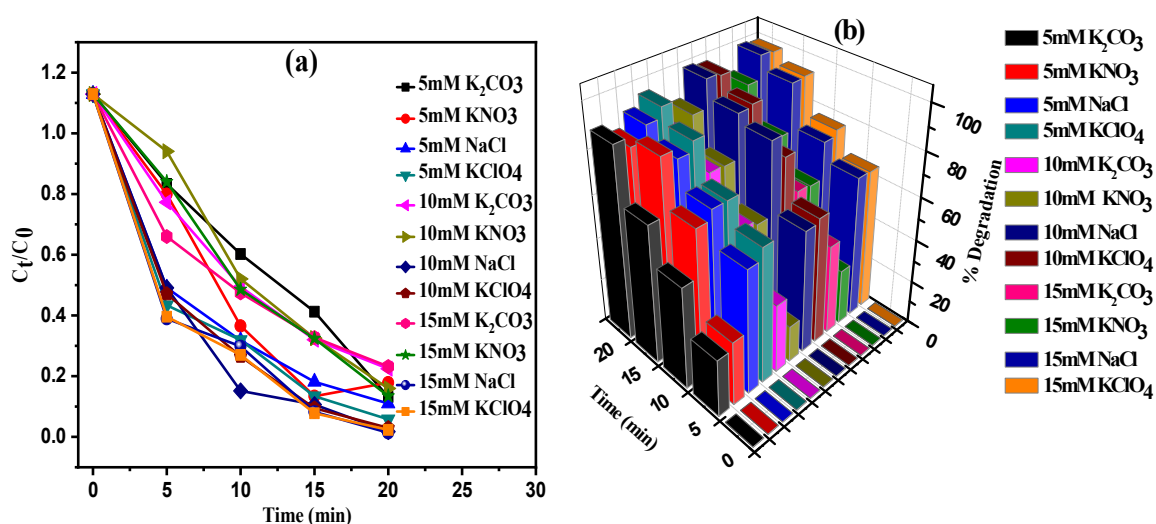 (a)
1.2
1.0
0.8
0.6
0.4
0.2
0.0
Ct/C0
0 5 10 15 20 25 30
Time (min)
5mM K2CO3
5mM KNO3
5mM NaCl
5mM KClO4
10mM K2CO3
10mM KNO3
10mM NaCl
10mM KClO4
15mM K2CO3
15mM KNO3
15mM NaCl
15mM KClO4
(b)
100
80
60
40
20
0
% Degradation
20
15
10
5
0
Time (min)
5mM K2CO3
5mM KNO3
5mM NaCl
5mM KClO4
10mM K2CO3
10mM KNO3
10mM NaCl
10mM KClO4
15mM K2CO3
15mM KNO3
15mM NaCl
15mM KClO4